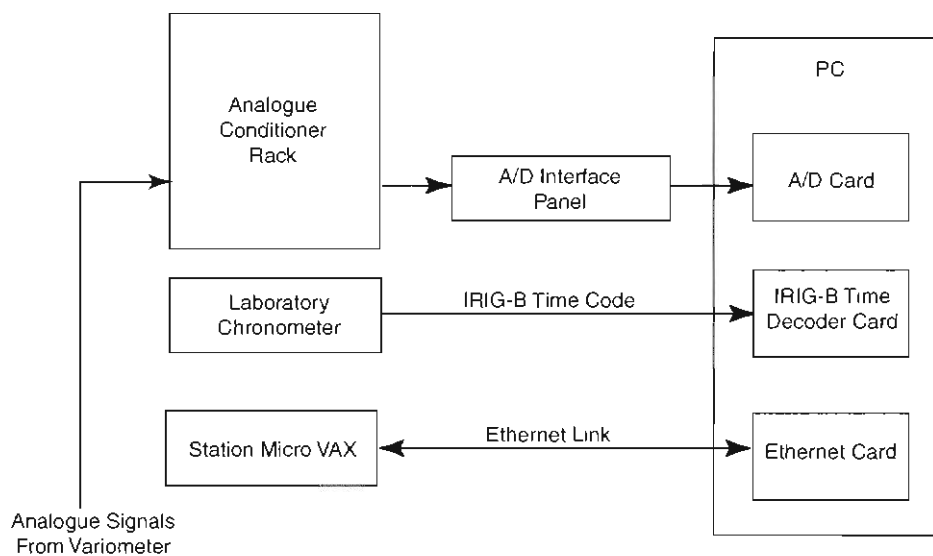 PC
Analogue
Conditioner
Rack
A/D Interface
Panel
A/D Card
Laboratory
Chronometer
IRIG-B Time Code
IRIG-B Time
Decoder Card
Station Micro VAX
Ethernet Link
Ethernet Card
Analogue Signals
From Variometer